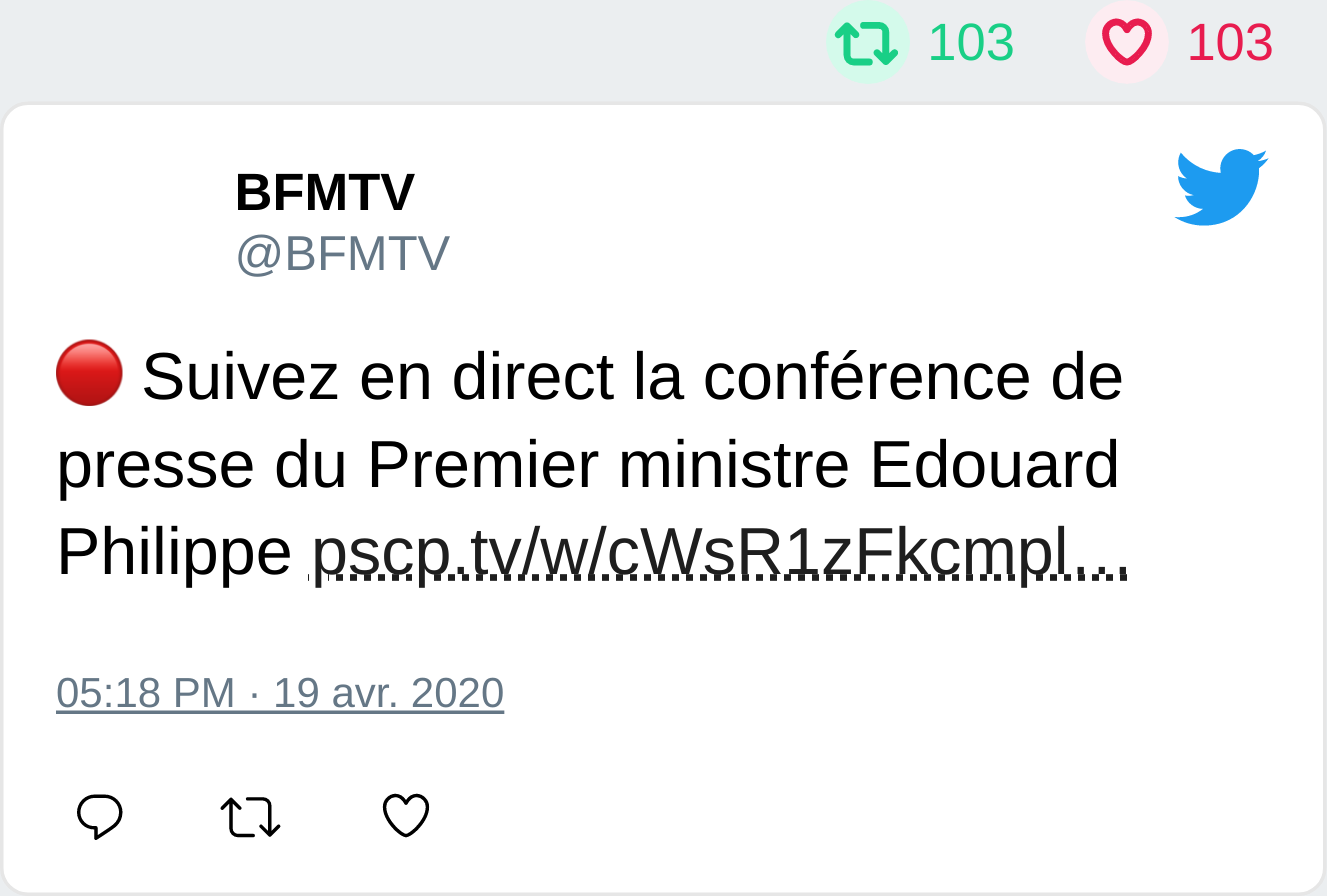 103 103
BFMTV
@BFMTV
🔴 Suivez en direct la conférence de
presse du Premier ministre Edouard
Philippe pscp.tv/w/cWsR1zFkcmpl…
05:18 PM · 19 avr. 2020